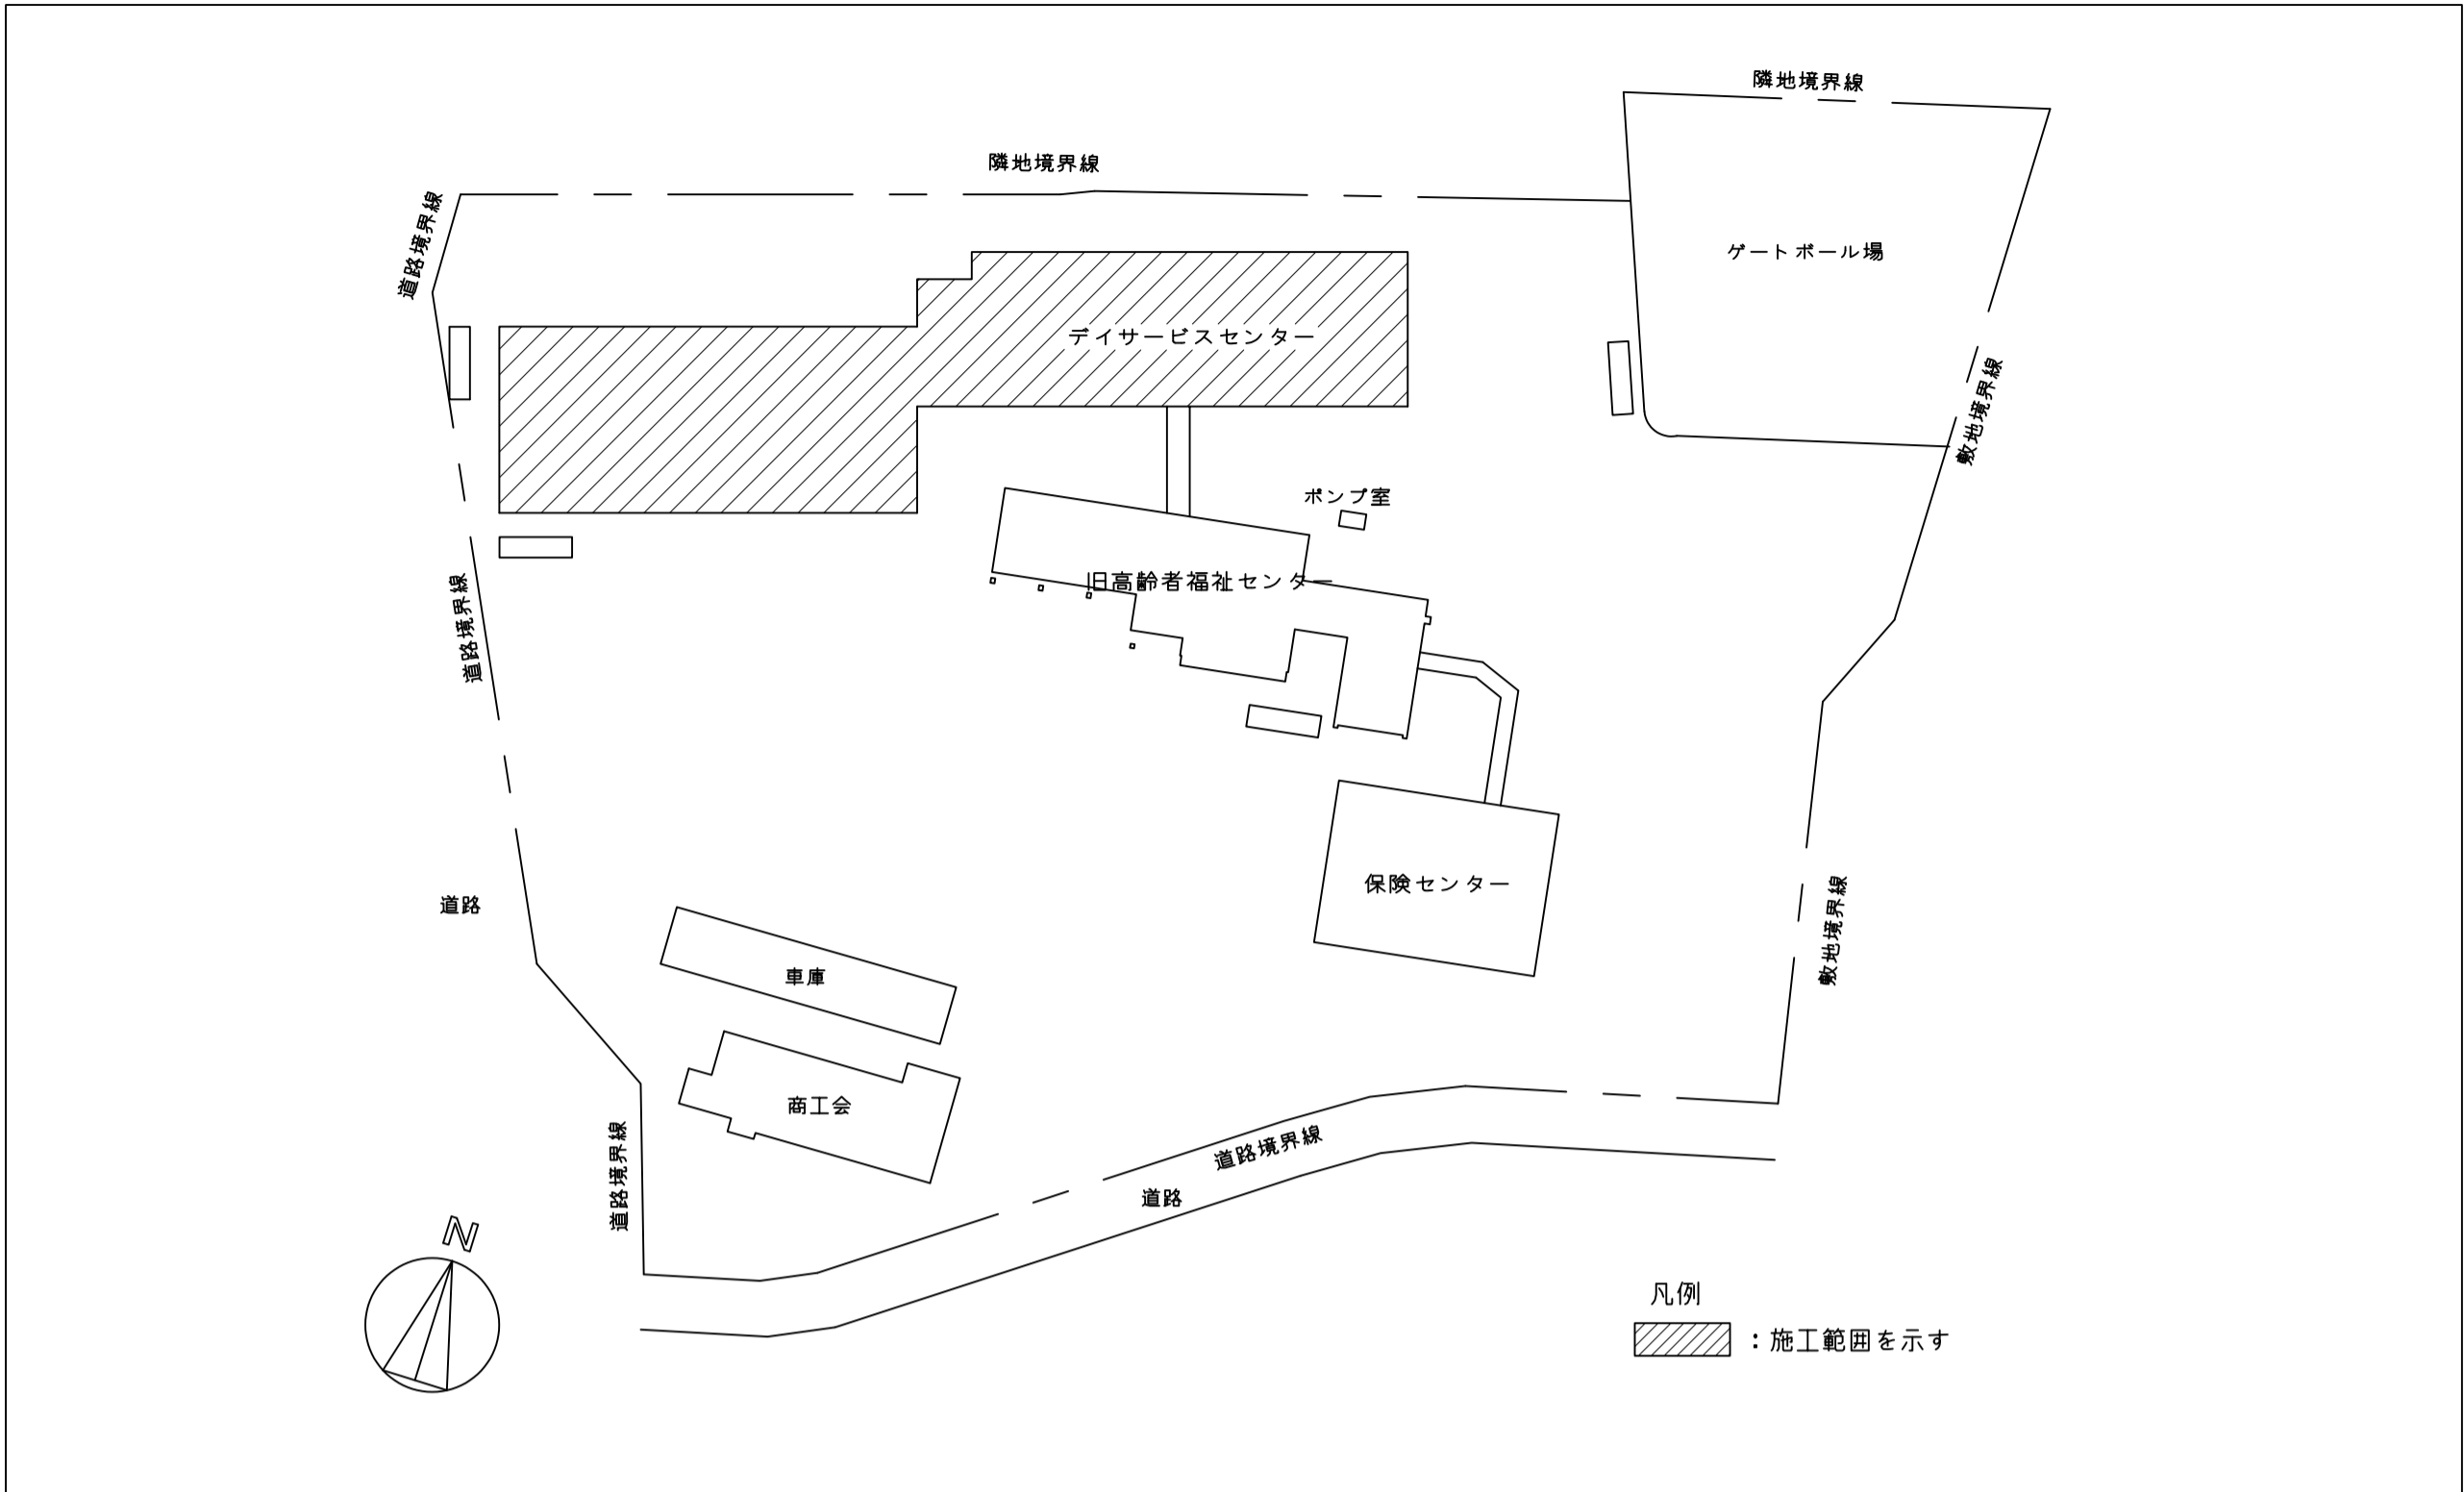 隣地境界線
隣地境界線
道路境界線
ゲートボール場
デイサービスセンター
敷地境界線
ポンプ室
旧高齢者福祉センター
道路境界線
保険センター
道路
敷地境界線
車庫
商工会
道路境界線
道路境界線
道路
N
凡例
：施工範囲を示す